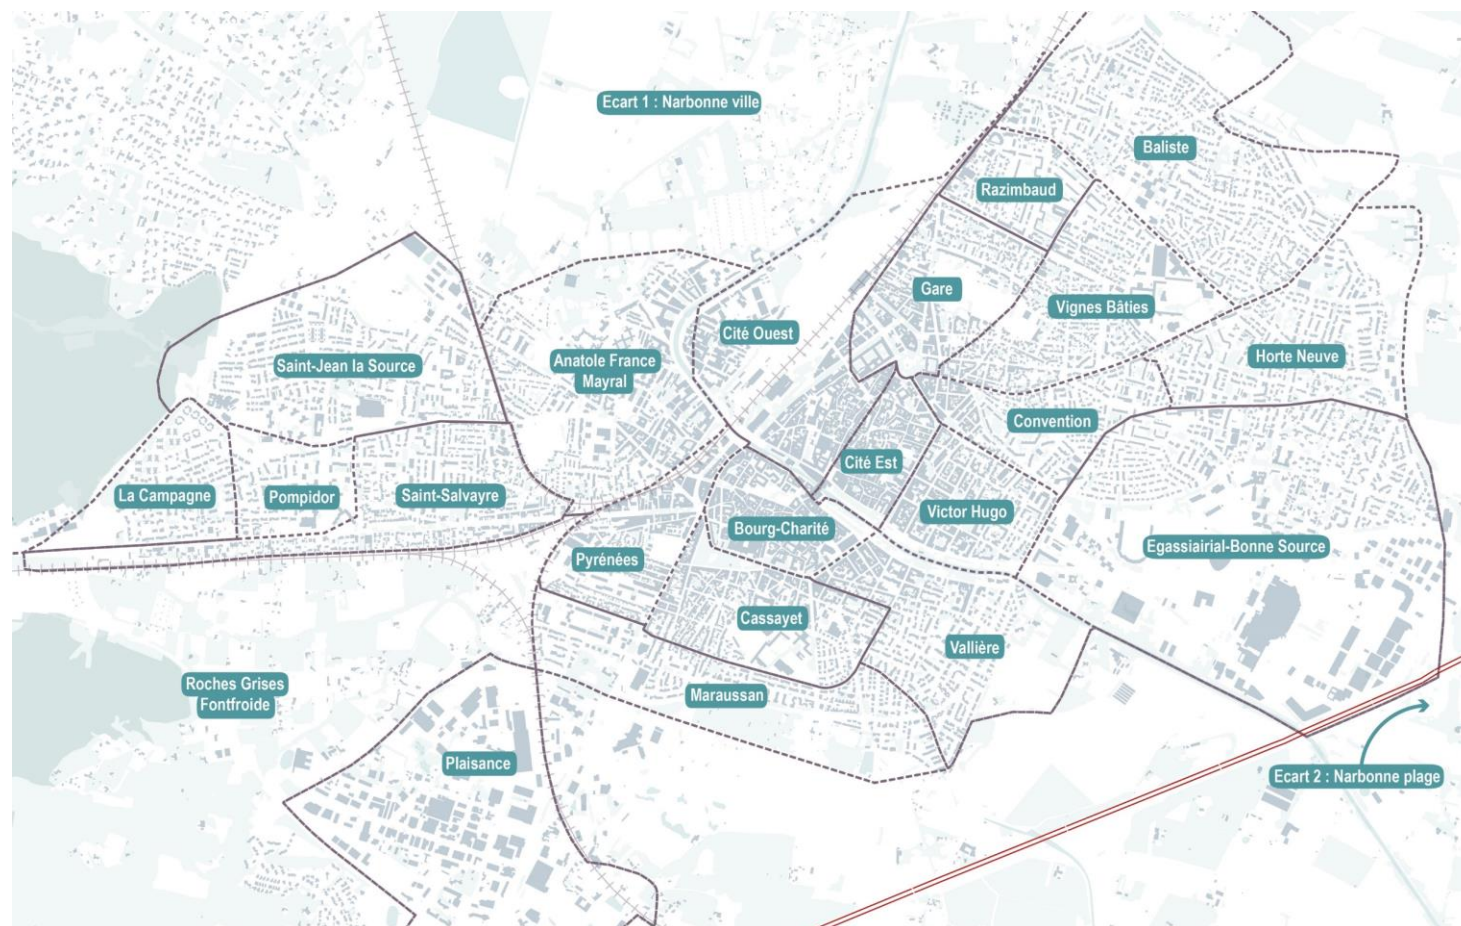 Ecart 1 : Narbonne ville
Baliste
Razimbaud
Gare
Vignes Bâties
Cité Ouest
Horte Neuve
Anatole France
Mayral
Saint-Jean la Source
Convention
Cité Est
La Campagne
Pompidor
Saint-Salvayre
Victor Hugo
Bourg-Charité
Egassiairial-Bonne Source
Pyrénées
Cassayet
Vallière
Roches Grises
Fontfroide
Maraussan
Plaisance
Ecart 2 : Narbonne plage